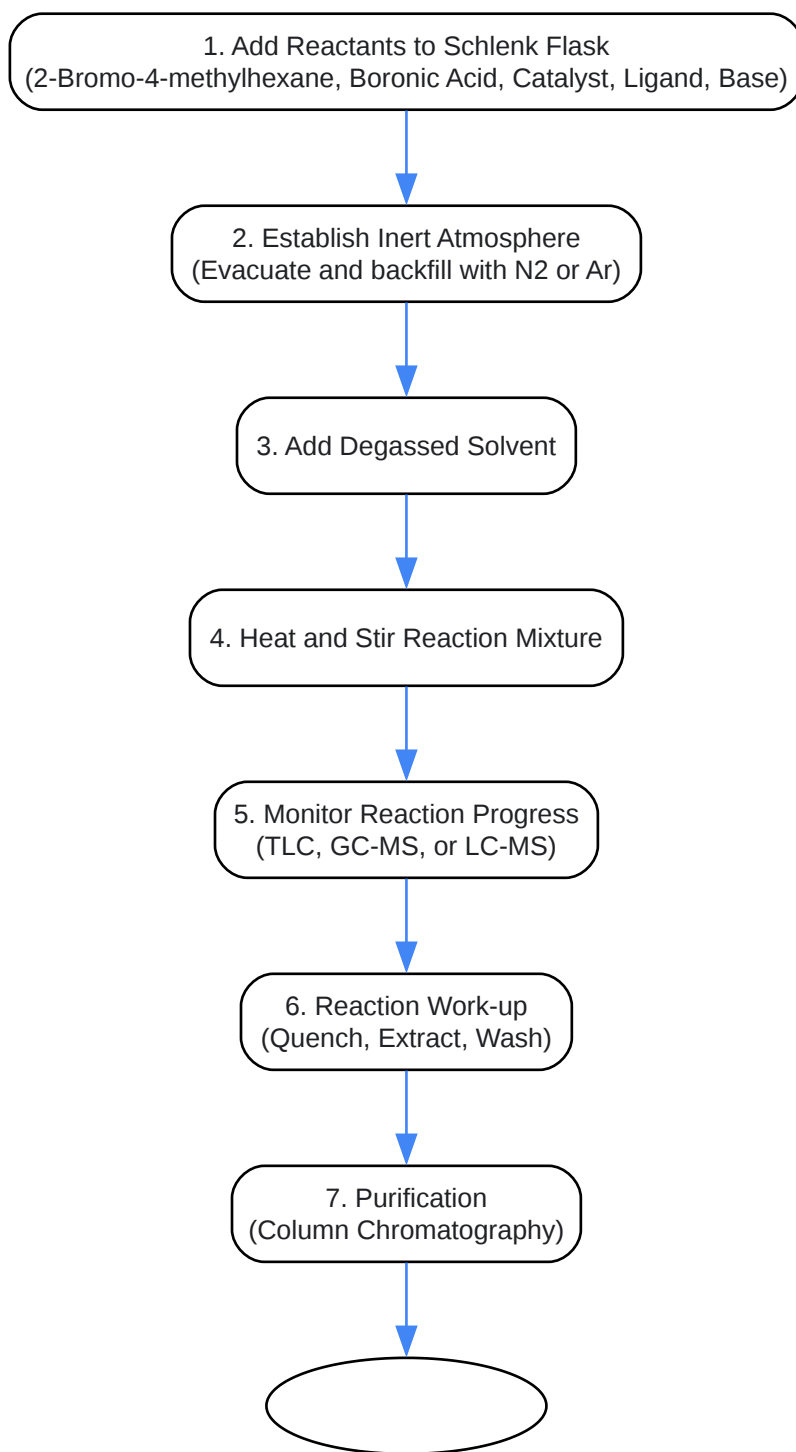 1. Add Reactants to Schlenk Flask
(2-Bromo-4-methylhexane, Boronic Acid, Catalyst, Ligand, Base)
2. Establish Inert Atmosphere
(Evacuate and backfill with N2 or Ar)
3. Add Degassed Solvent
4. Heat and Stir Reaction Mixture
5. Monitor Reaction Progress
(TLC, GC-MS, or LC-MS)
6. Reaction Work-up
(Quench, Extract, Wash)
7. Purification
(Column Chromatography)